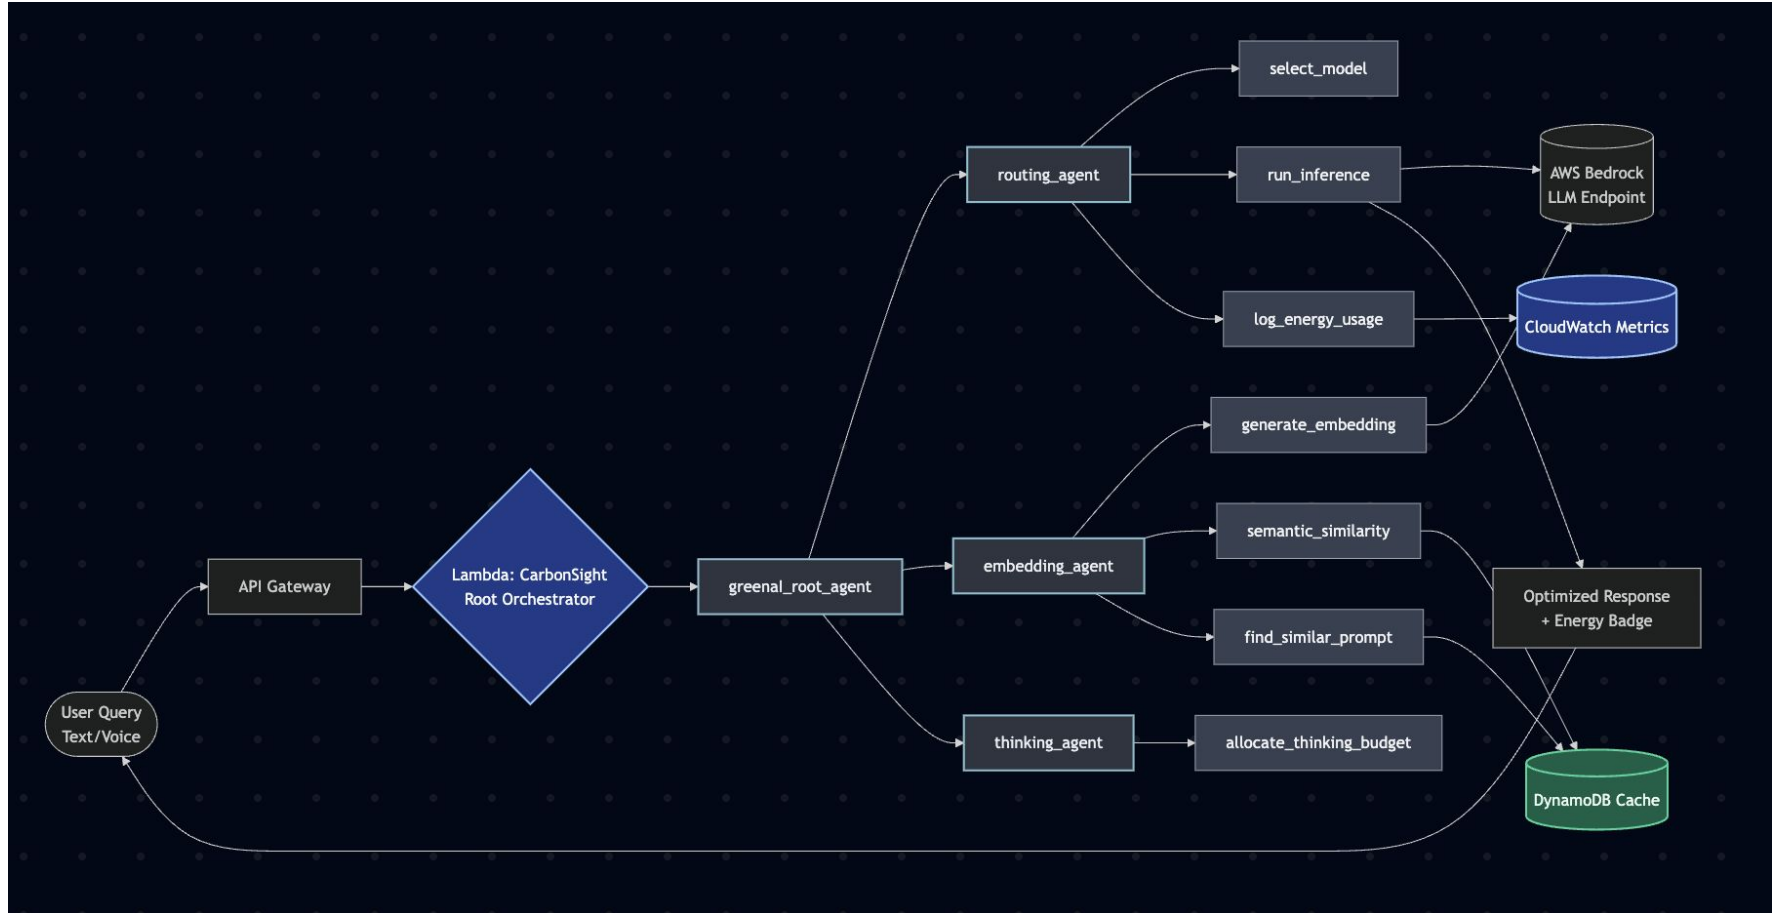 select_model
routing_agent
run_inference
AWS Bedrock
LLM Endpoint
log_energy_usage
CloudWatch Metrics
generate_embedding
semantic_similarity
embedding_agent
find_similar_prompt
Optimized Response
+ Energy Badge
API Gateway
Lambda: CarbonSight
Root Orchestrator
greenal_root_agent
User Query
Text/Voice
thinking_agent
allocate_thinking_budget
DynamoDB Cache